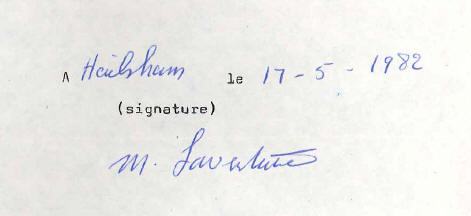 A Hailsham le 17-5-1982
(signature)
M.